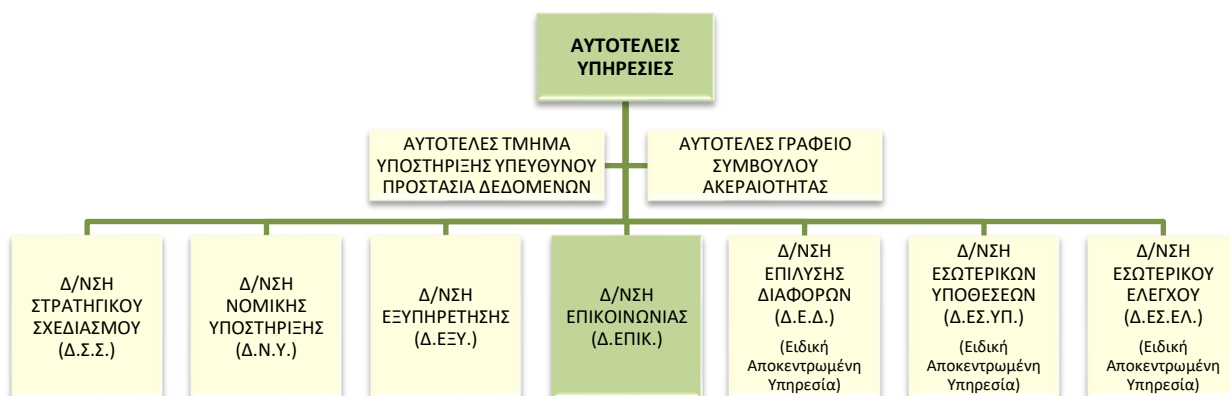 ΑΥΤΟΤΕΛΕΙΣ
ΥΠΗΡΕΣΙΕΣ
ΑΥΤΟΤΕΛΕΣ ΤΜΗΜΑ
ΥΠΟΣΤΗΡΙΞΗΣ ΥΠΕΥΘΥΝΟΥ
ΠΡΟΣΤΑΣΙΑ ΔΕΔΟΜΕΝΩΝ
ΑΥΤΟΤΕΛΕΣ ΓΡΑΦΕΙΟ
ΣΥΜΒΟΥΛΟΥ
ΑΚΕΡΑΙΟΤΗΤΑΣ
Δ/ΝΣΗ
ΣΤΡΑΤΗΓΙΚΟΥ
ΣΧΕΔΙΑΣΜΟΥ
(Δ.Σ.Σ.)
Δ/ΝΣΗ
ΝΟΜΙΚΗΣ
ΥΠΟΣΤΗΡΙΞΗΣ
(Δ.Ν.Υ.)
Δ/ΝΣΗ
ΕΞΥΠΗΡΕΤΗΣΗΣ
(Δ.ΕΞΥ.)
Δ/ΝΣΗ
ΕΠΙΚΟΙΝΩΝΙΑΣ
(Δ.ΕΠΙΚ.)
Δ/ΝΣΗ
ΕΠΙΛΥΣΗΣ
ΔΙΑΦΟΡΩΝ
(Δ.Ε.Δ.)
(Ειδική
Αποκεντρωμένη
Υπηρεσία)
Δ/ΝΣΗ
ΕΣΩΤΕΡΙΚΩΝ
ΥΠΟΘΕΣΕΩΝ
(Δ.ΕΣ.ΥΠ.)
(Ειδική
Αποκεντρωμένη
Υπηρεσία)
Δ/ΝΣΗ
ΕΣΩΤΕΡΙΚΟΥ
ΕΛΕΓΧΟΥ
(Δ.ΕΣ.ΕΛ.)
(Ειδική
Αποκεντρωμένη
Υπηρεσία)